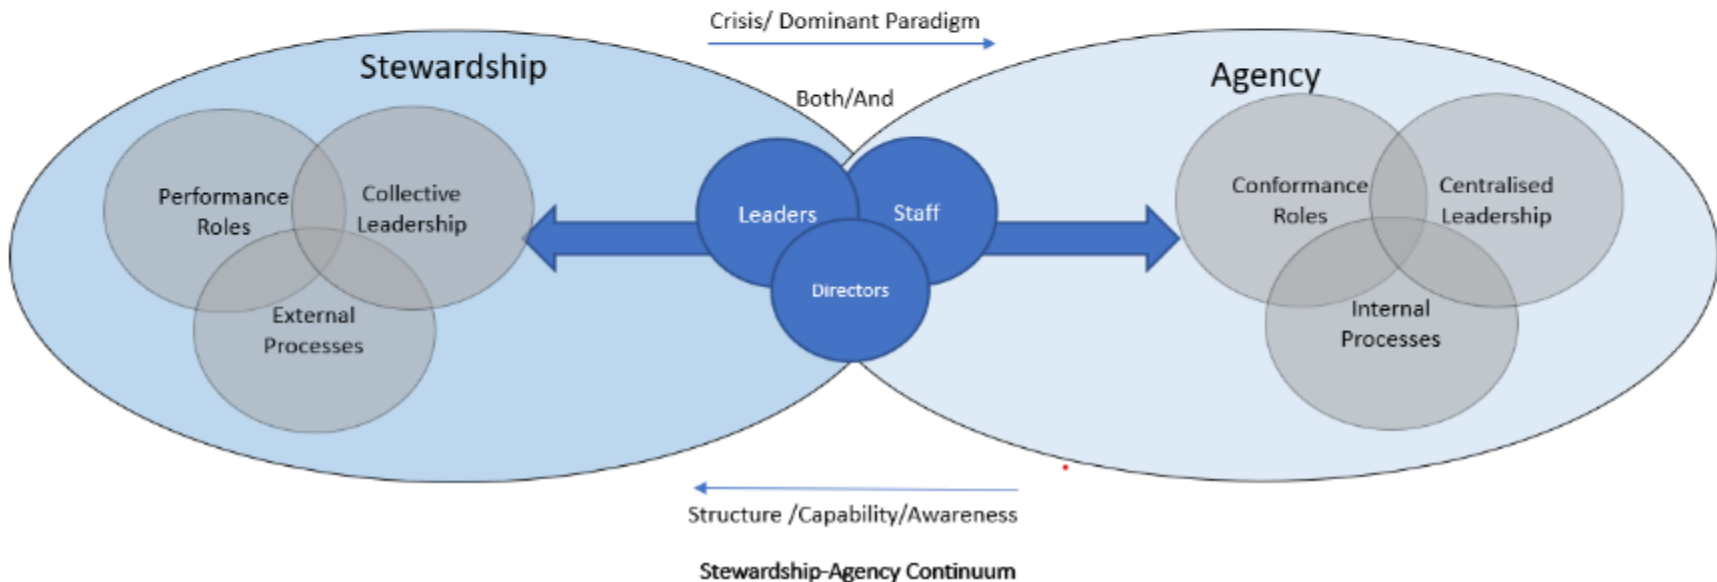 Crisis/ Dominant Paradigm
Stewardship
Agency
Both/And
Performance
Roles
Collective
Leadership
External
Processes
Leaders
Staff
Directors
Conformance
Roles
Centralised
Leadership
Internal
Processes
Structure /Capability/Awareness
Stewardship-Agency Continuum